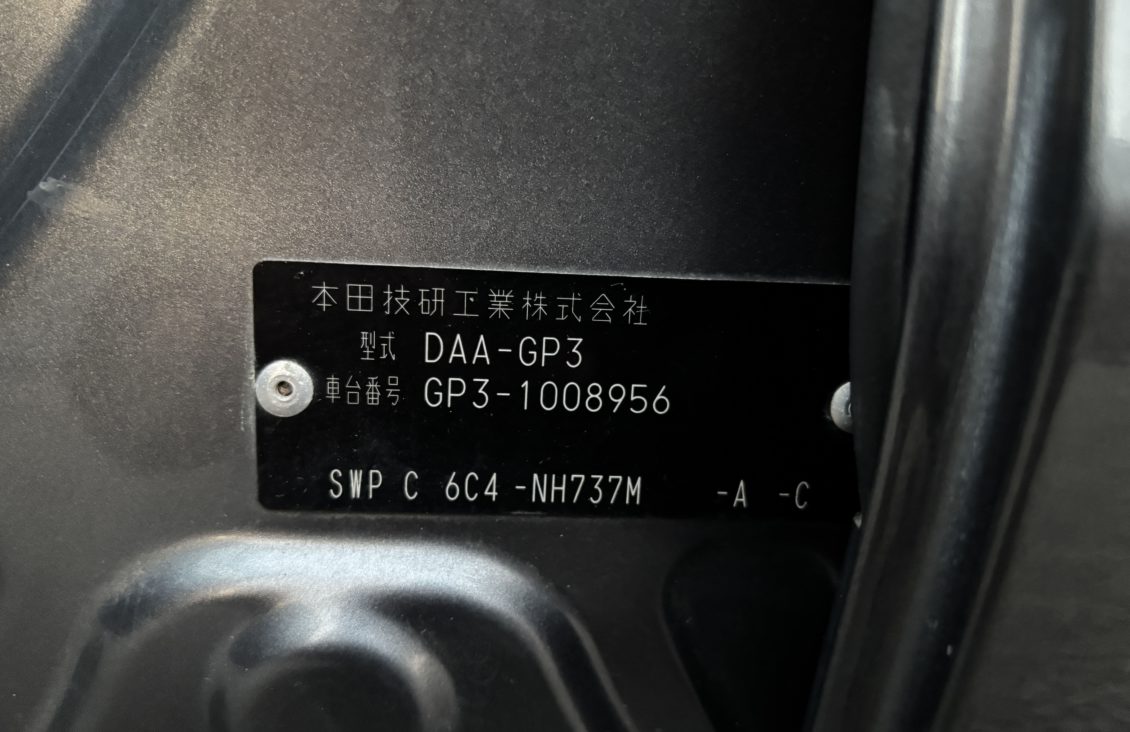 本田技研工業株式会社
型式 DAA-GP3
車台番号 GP3-1008956
SWP C 6C4 -NH737M -A -C